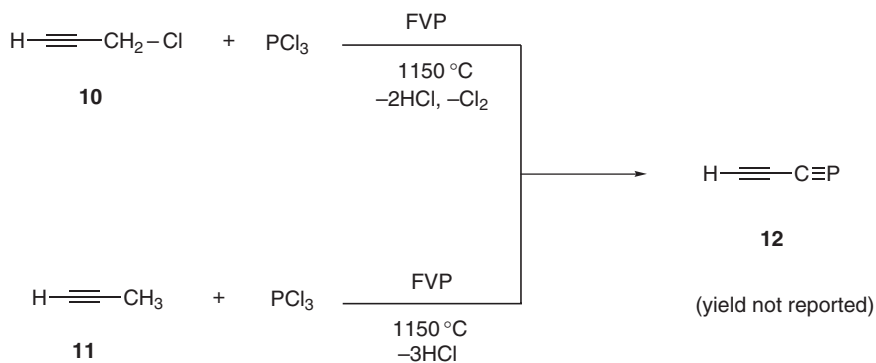 H≡CH₂–Cl + PCl₃ FVP
1150 °C
–2HCl, –Cl₂
10
H≡C≡P
12
(yield not reported)
H≡CH₃ + PCl₃ FVP
1150 °C
–3HCl
11